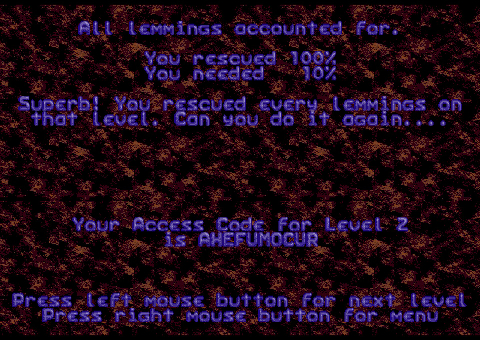 All lemmings accounted for.
You rescued 100%
You needed 10%
Superb! You rescued every lemmings on
that level. Can you do it again....
Your Access Code for Level 2
is AHEFUMOCUR
Press left mouse button for next level
Press right mouse button for menu